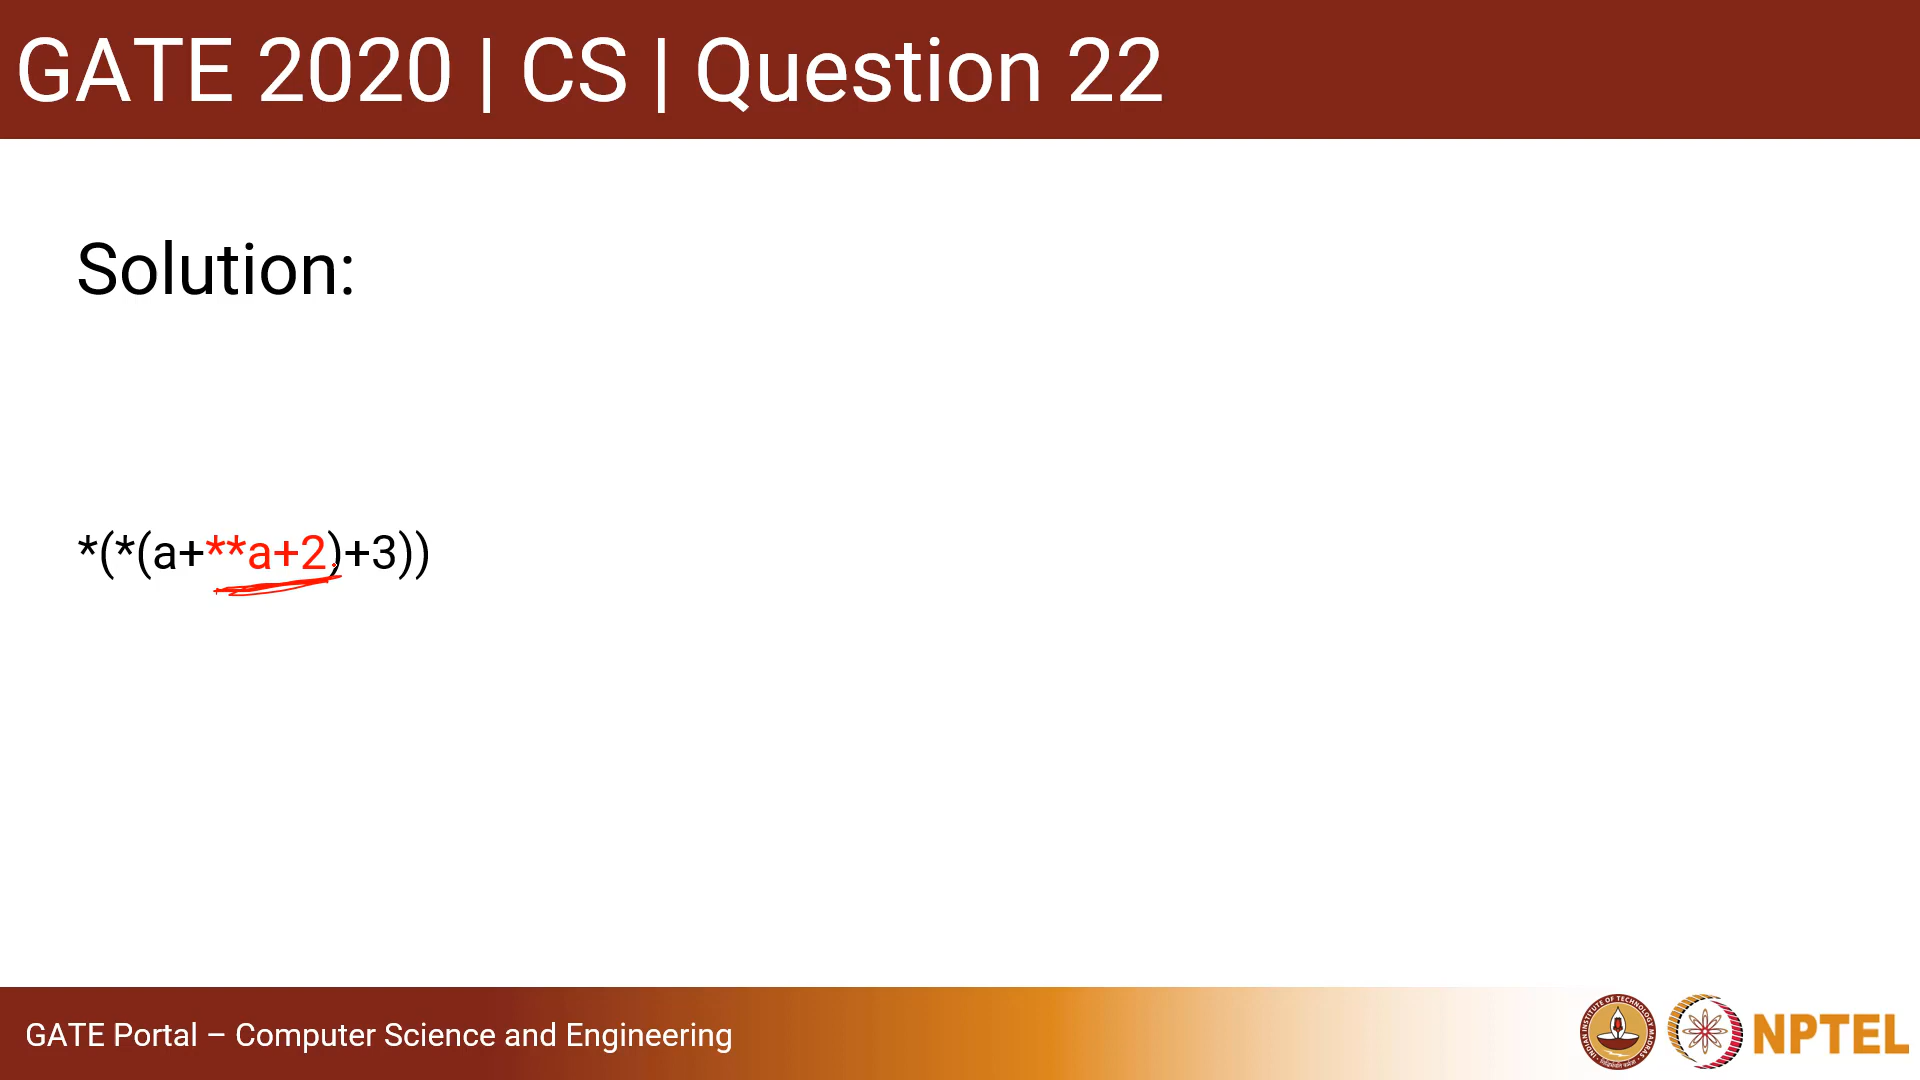 GATE 2020 | CS | Question 22
Solution:
*(*(a+**a+2)+3))
GATE Portal – Computer Science and Engineering
NPTEL